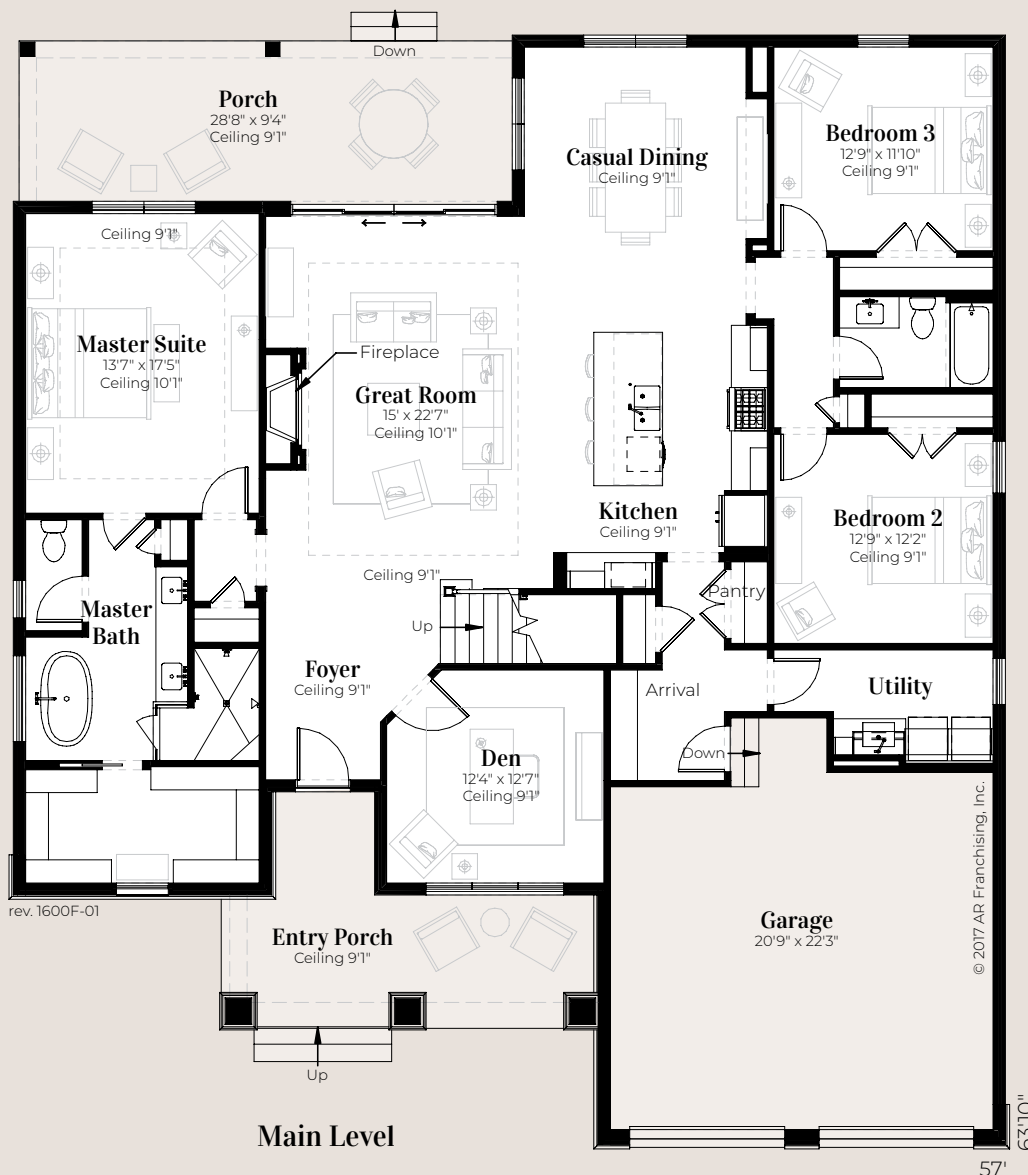 Down
Porch
28'8" x 9'4"
Ceiling 9'1"
Casual Dining
Ceiling 9'1"
Bedroom 3
12'9" x 11'10"
Ceiling 9'1"
Ceiling 9'1"
Master Suite
13'7" x 17'5"
Ceiling 10'1"
Fireplace
Great Room
15' x 22'7"
Ceiling 10'1"
Kitchen
Ceiling 9'1"
Bedroom 2
12'9" x 12'2"
Ceiling 9'1"
Ceiling 9'1"
Pantry
Master
Bath
Up
Foyer
Ceiling 9'1"
Arrival
Utility
Down
Den
12'4" x 12'7"
Ceiling 9'1"
rev. 1600F-01
Entry Porch
Ceiling 9'1"
Garage
20'9" x 22'3"
© 2017 AR Franchising, Inc.
Up
Main Level
63'10"
57'